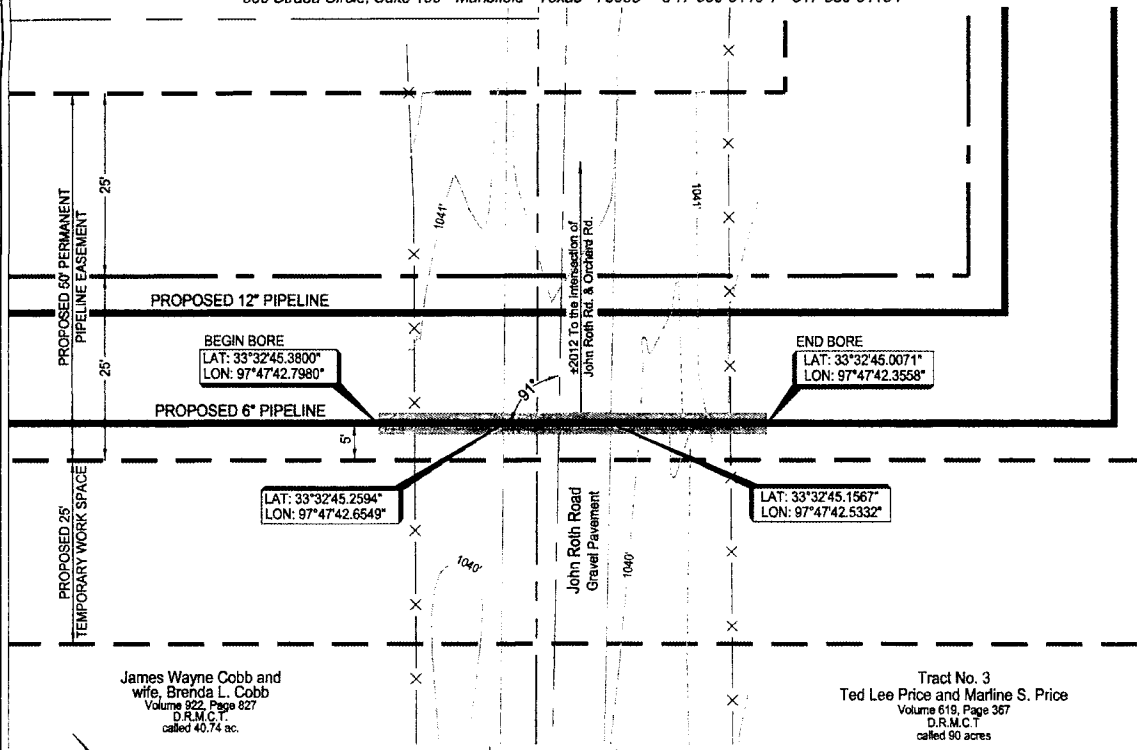 PROPOSED 50' PERMANENT
PIPELINE EASEMENT
25'
25'
1041'
1041'
±2012 To the Intersection of
John Roth Rd. & Orchard Rd.
PROPOSED 12" PIPELINE
BEGIN BORE
LAT: 33°32'45.3800"
LON: 97°47'42.7980"
END BORE
LAT: 33°32'45.0071"
LON: 97°47'42.3558"
91°
PROPOSED 6" PIPELINE
5'
LAT: 33°32'45.2594"
LON: 97°47'42.6549"
LAT: 33°32'45.1567"
LON: 97°47'42.5332"
PROPOSED 25'
TEMPORARY WORK SPACE
John Roth Road
Gravel Pavement
1040'
1040'
James Wayne Cobb and
wife, Brenda L. Cobb
Volume 922, Page 827
D.R.M.C.T.
called 40.74 ac.
Tract No. 3
Ted Lee Price and Marline S. Price
Volume 619, Page 367
D.R.M.C.T
called 90 acres